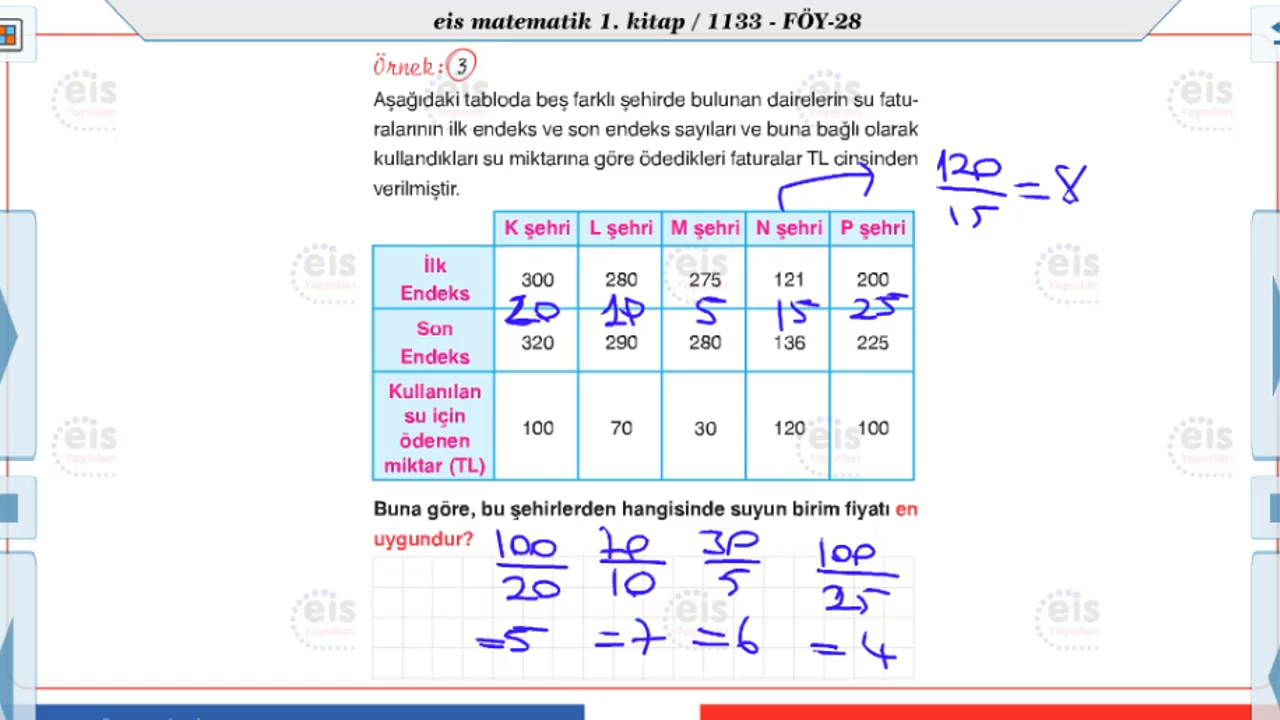 eis matematik 1. kitap / 1133 - FÖY-28
Örnek: 3
Aşağıdaki tabloda beş farklı şehirde bulunan dairelerin su fatu-
ralarının ilk endeks ve son endeks sayıları ve buna bağlı olarak
kullandıkları su miktarına göre ödedikleri faturalar TL cinsinden
verilmiştir.
120
15
= 8
K şehri L şehri M şehri N şehri P şehri
İlk
Endeks
300 280 275 121 200
20 10 5 15 25
Son
Endeks
320 290 280 136 225
Kullanılan
su için
ödenen
miktar (TL)
100 70 30 120 100
Buna göre, bu şehirlerden hangisinde suyun birim fiyatı en
uygundur?
100 70 30 100
20 10 5 25
=5 =7 =6 =4
eis
Yayınları